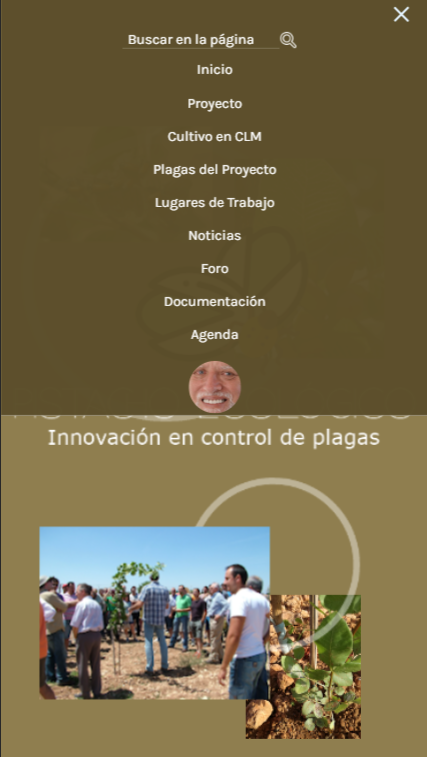 Buscar en la página
Inicio
Proyecto
Cultivo en CLM
Plagas del Proyecto
Lugares de Trabajo
Noticias
Foro
Documentación
Agenda
Innovación en control de plagas